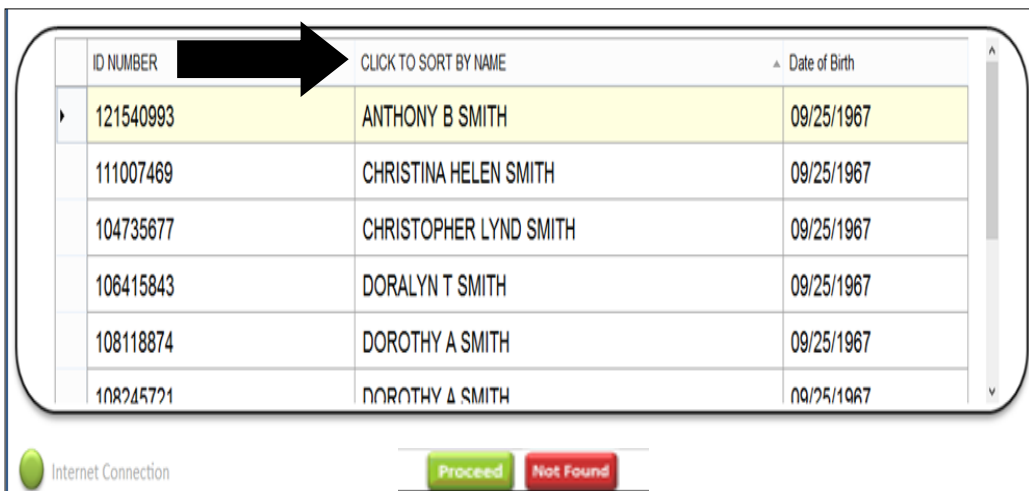 ID NUMBER CLICK TO SORT BY NAME Date of Birth
121540993 ANTHONY B SMITH 09/25/1967
111007469 CHRISTINA HELEN SMITH 09/25/1967
104735677 CHRISTOPHER LYND SMITH 09/25/1967
106415843 DORALYN T SMITH 09/25/1967
108118874 DOROTHY A SMITH 09/25/1967
108245721 DOROTHY A SMITH 09/25/1967
Internet Connection Proceed Not Found